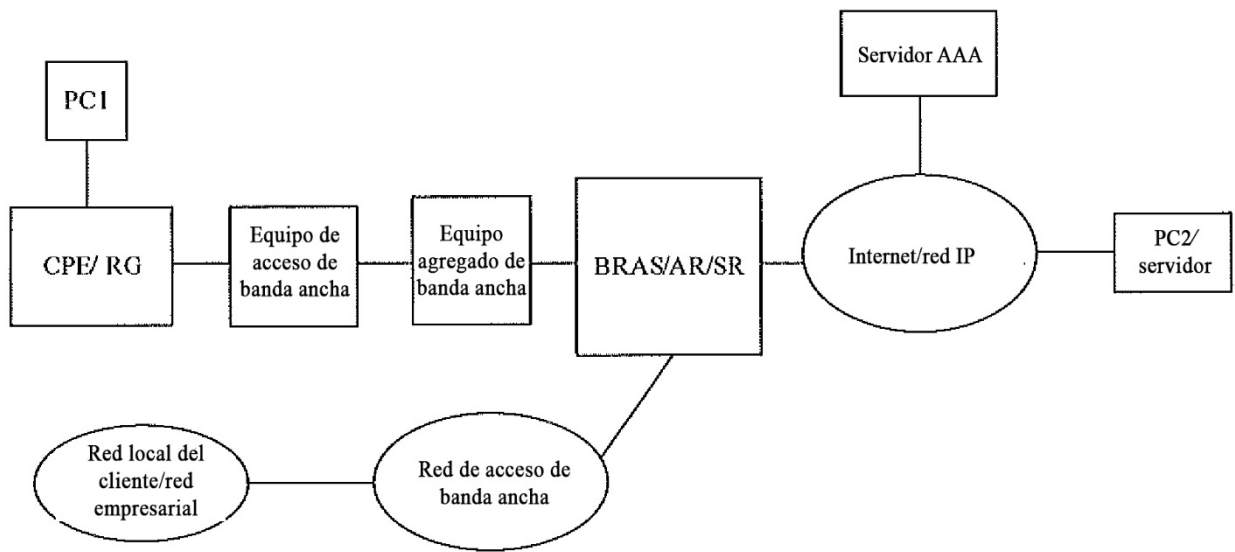 Servidor AAA
PC1
CPE/ RG
Equipo de
acceso de
banda ancha
Equipo
agregado de
banda ancha
BRAS/AR/SR
Internet/red IP
PC2/
servidor
Red local del
cliente/red
empresarial
Red de acceso de
banda ancha